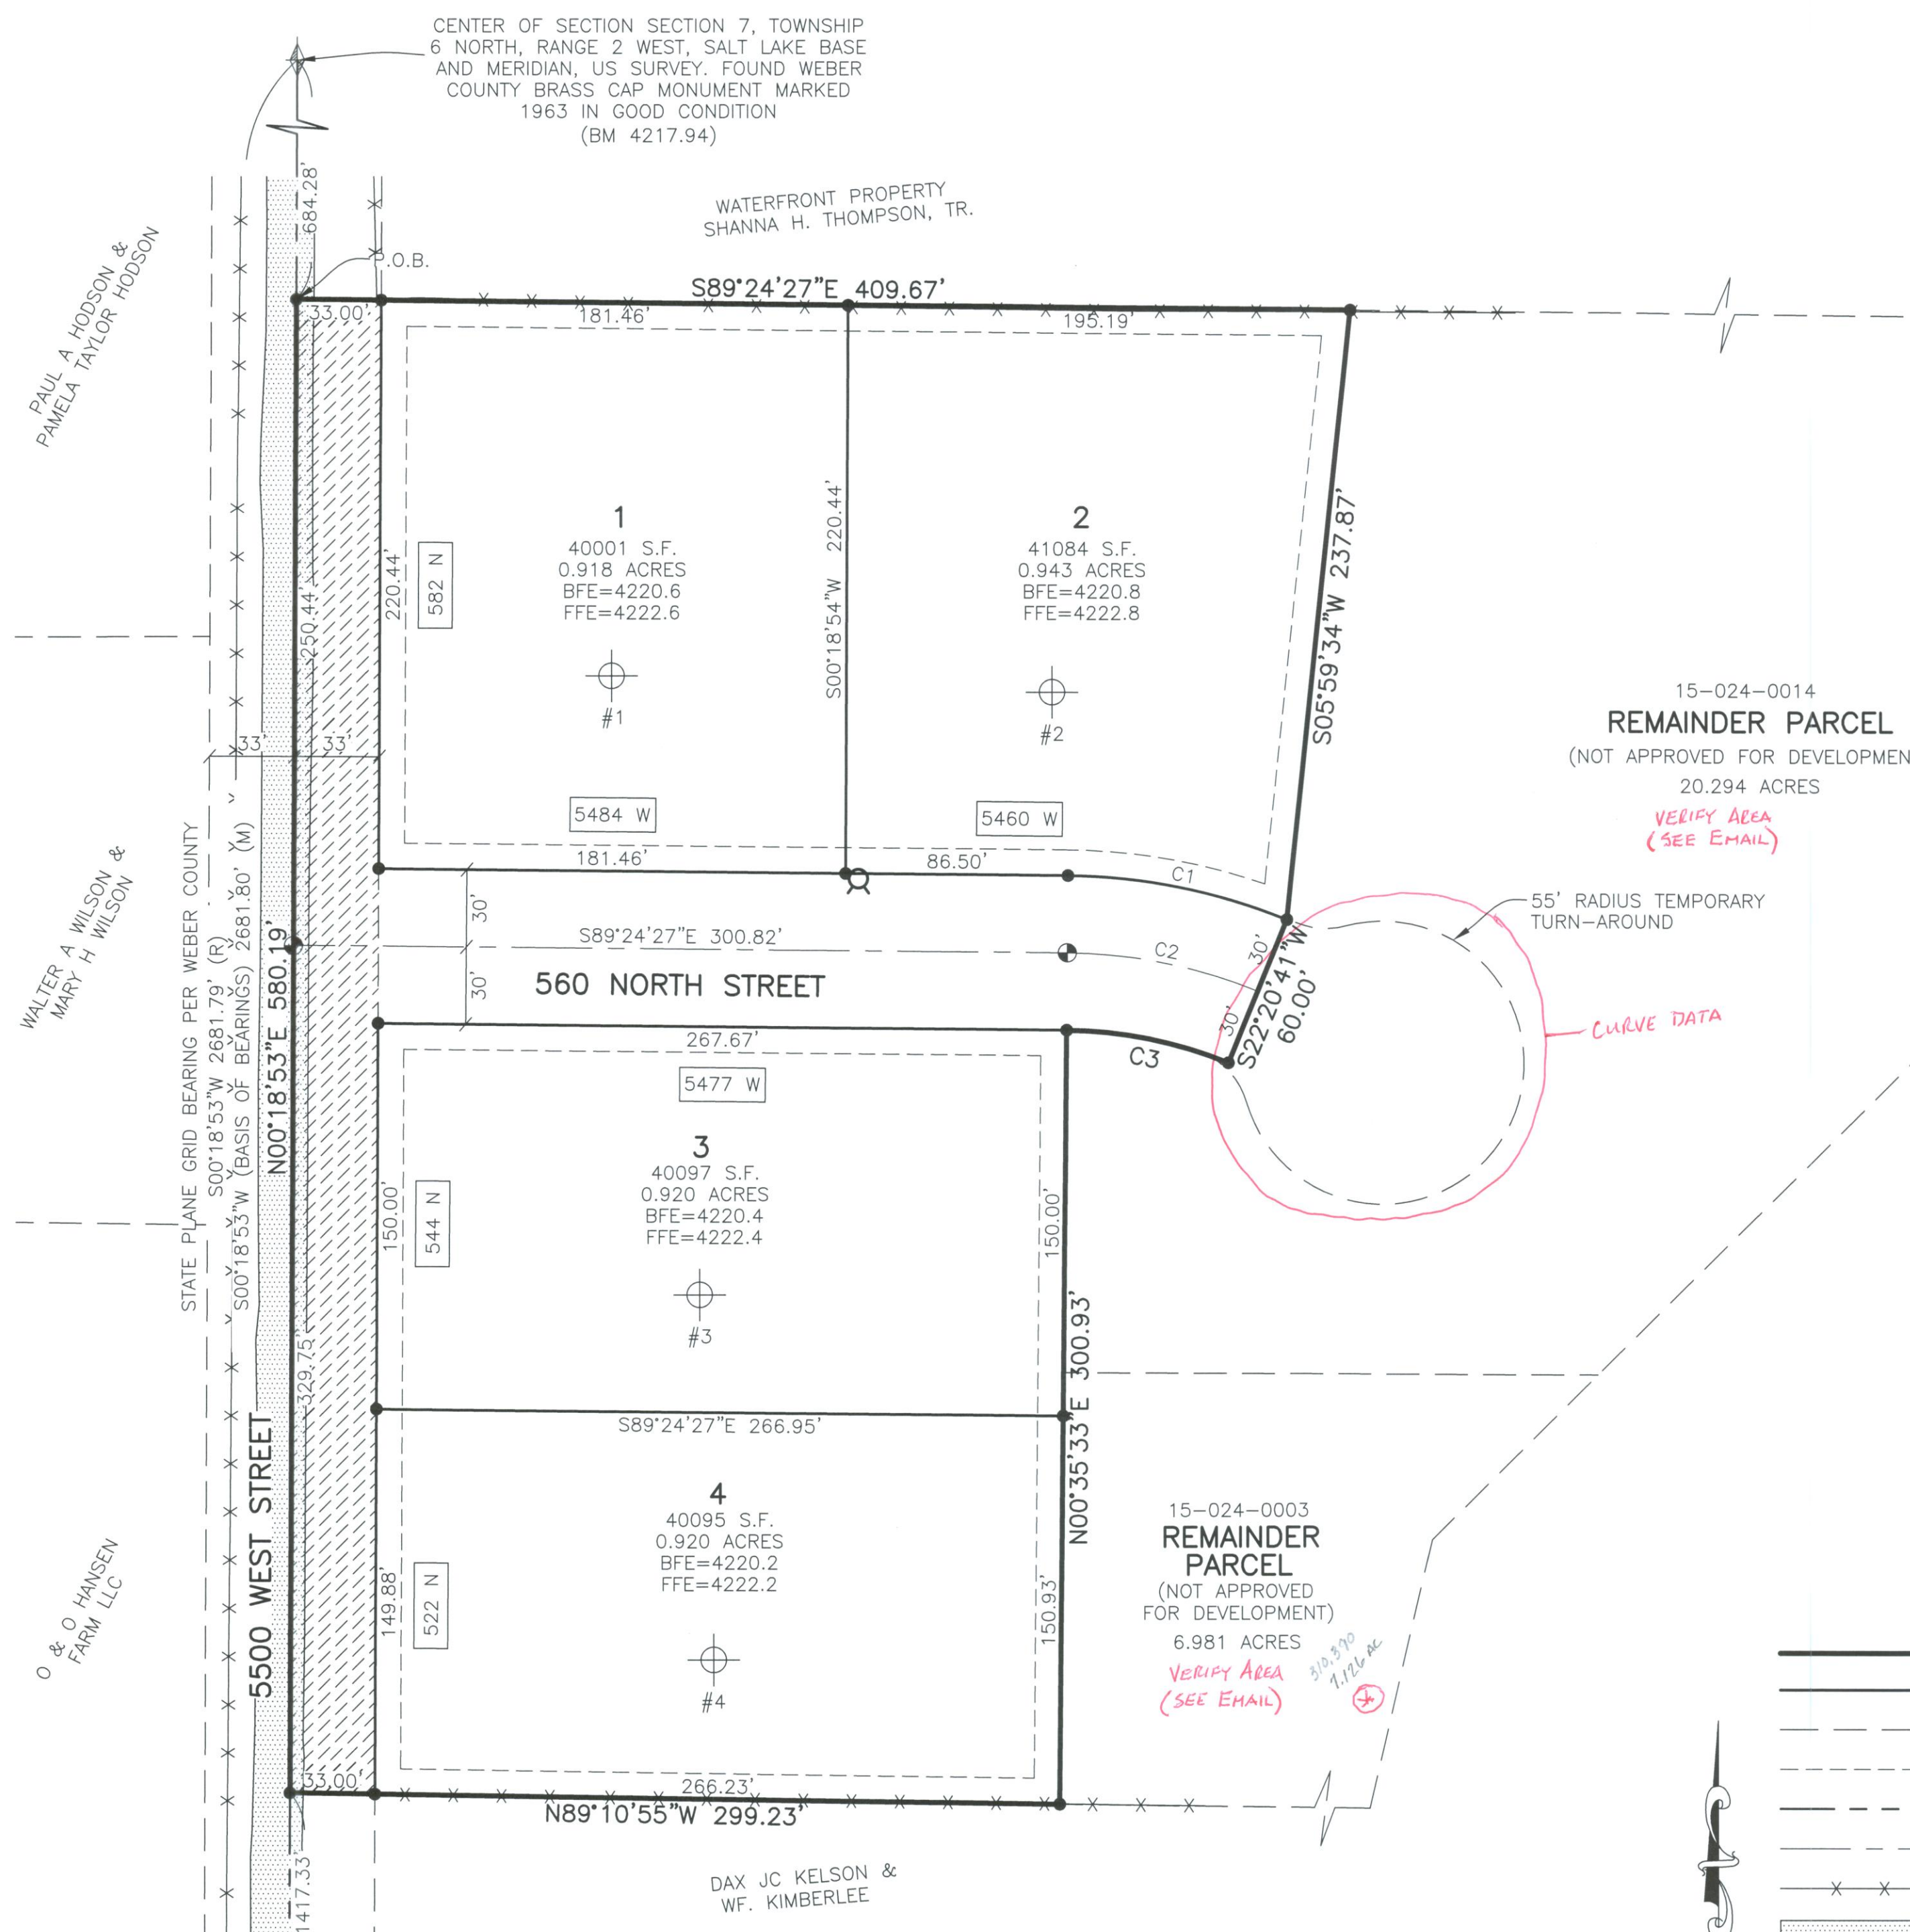 CENTER OF SECTION SECTION 7, TOWNSHIP
6 NORTH, RANGE 2 WEST, SALT LAKE BASE
AND MERIDIAN, US SURVEY. FOUND WEBER
COUNTY BRASS CAP MONUMENT MARKED
1963 IN GOOD CONDITION
(BM 4217.94)
684.28'
WATERFRONT PROPERTY
SHANNA H. THOMPSON, TR.
PAUL A HODSON &
PAMELA TAYLOR HODSON
P.O.B.
S89°24'27"E 409.67'
33.00'
181.46'
195.19'
1
40001 S.F.
0.918 ACRES
BFE=4220.6
FFE=4222.6
#1
582 N
220.44'
250.44'
S00°18'54"W 220.44'
2
41084 S.F.
0.943 ACRES
BFE=4220.8
FFE=4222.8
#2
S05°59'34"W 237.87'
15-024-0014
REMAINDER PARCEL
(NOT APPROVED FOR DEVELOPMEN
20.294 ACRES
VERIFY AREA
(SEE EMAIL)
33'
33'
5484 W
5460 W
181.46'
86.50'
C1
55' RADIUS TEMPORARY
TURN-AROUND
WALTER A WILSON &
MARY H WILSON
STATE PLANE GRID BEARING PER WEBER COUNTY
S00°18'53"W 2681.79' (R)
S00°18'53"W (BASIS OF BEARINGS) 2681.80' (M)
N00°18'53"E 580.19'
30'
30'
S89°24'27"E 300.82'
C2
560 NORTH STREET
30'
30'
S22°20'41"W
60.00'
CURVE DATA
267.67'
C3
5477 W
3
40097 S.F.
0.920 ACRES
BFE=4220.4
FFE=4222.4
#3
544 N
150.00'
150.00'
329.75'
N00°35'33"E 300.93'
S89°24'27"E 266.95'
5500 WEST STREET
4
40095 S.F.
0.920 ACRES
BFE=4220.2
FFE=4222.2
#4
522 N
149.88'
150.93'
15-024-0003
REMAINDER
PARCEL
(NOT APPROVED
FOR DEVELOPMENT)
6.981 ACRES
VERIFY AREA
(SEE EMAIL)
310,390
7.126 AC
O & O HANSEN
FARM LLC
33.00'
266.23'
N89°10'55"W 299.23'
1417.33'
DAX JC KELSON &
WF. KIMBERLEE